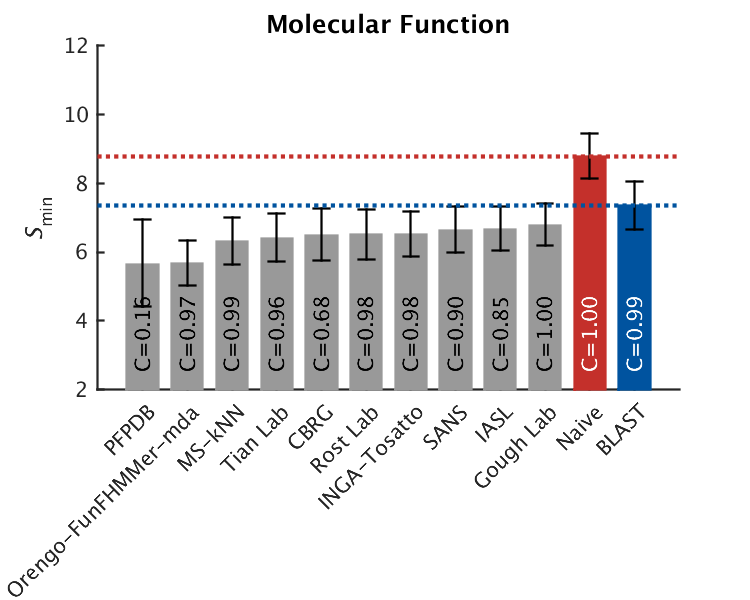 Molecular Function
12
10
8
6
4
2
Smin
C=0.16
C=0.97
C=0.99
C=0.96
C=0.68
C=0.98
C=0.98
C=0.90
C=0.85
C=1.00
C=1.00
C=0.99
PFPDB
Orengo-FunFHMMer-mda
MS-kNN
Tian Lab
CBRG
Rost Lab
INGA-Tosatto
SANS
IASL
Gough Lab
Naive
BLAST